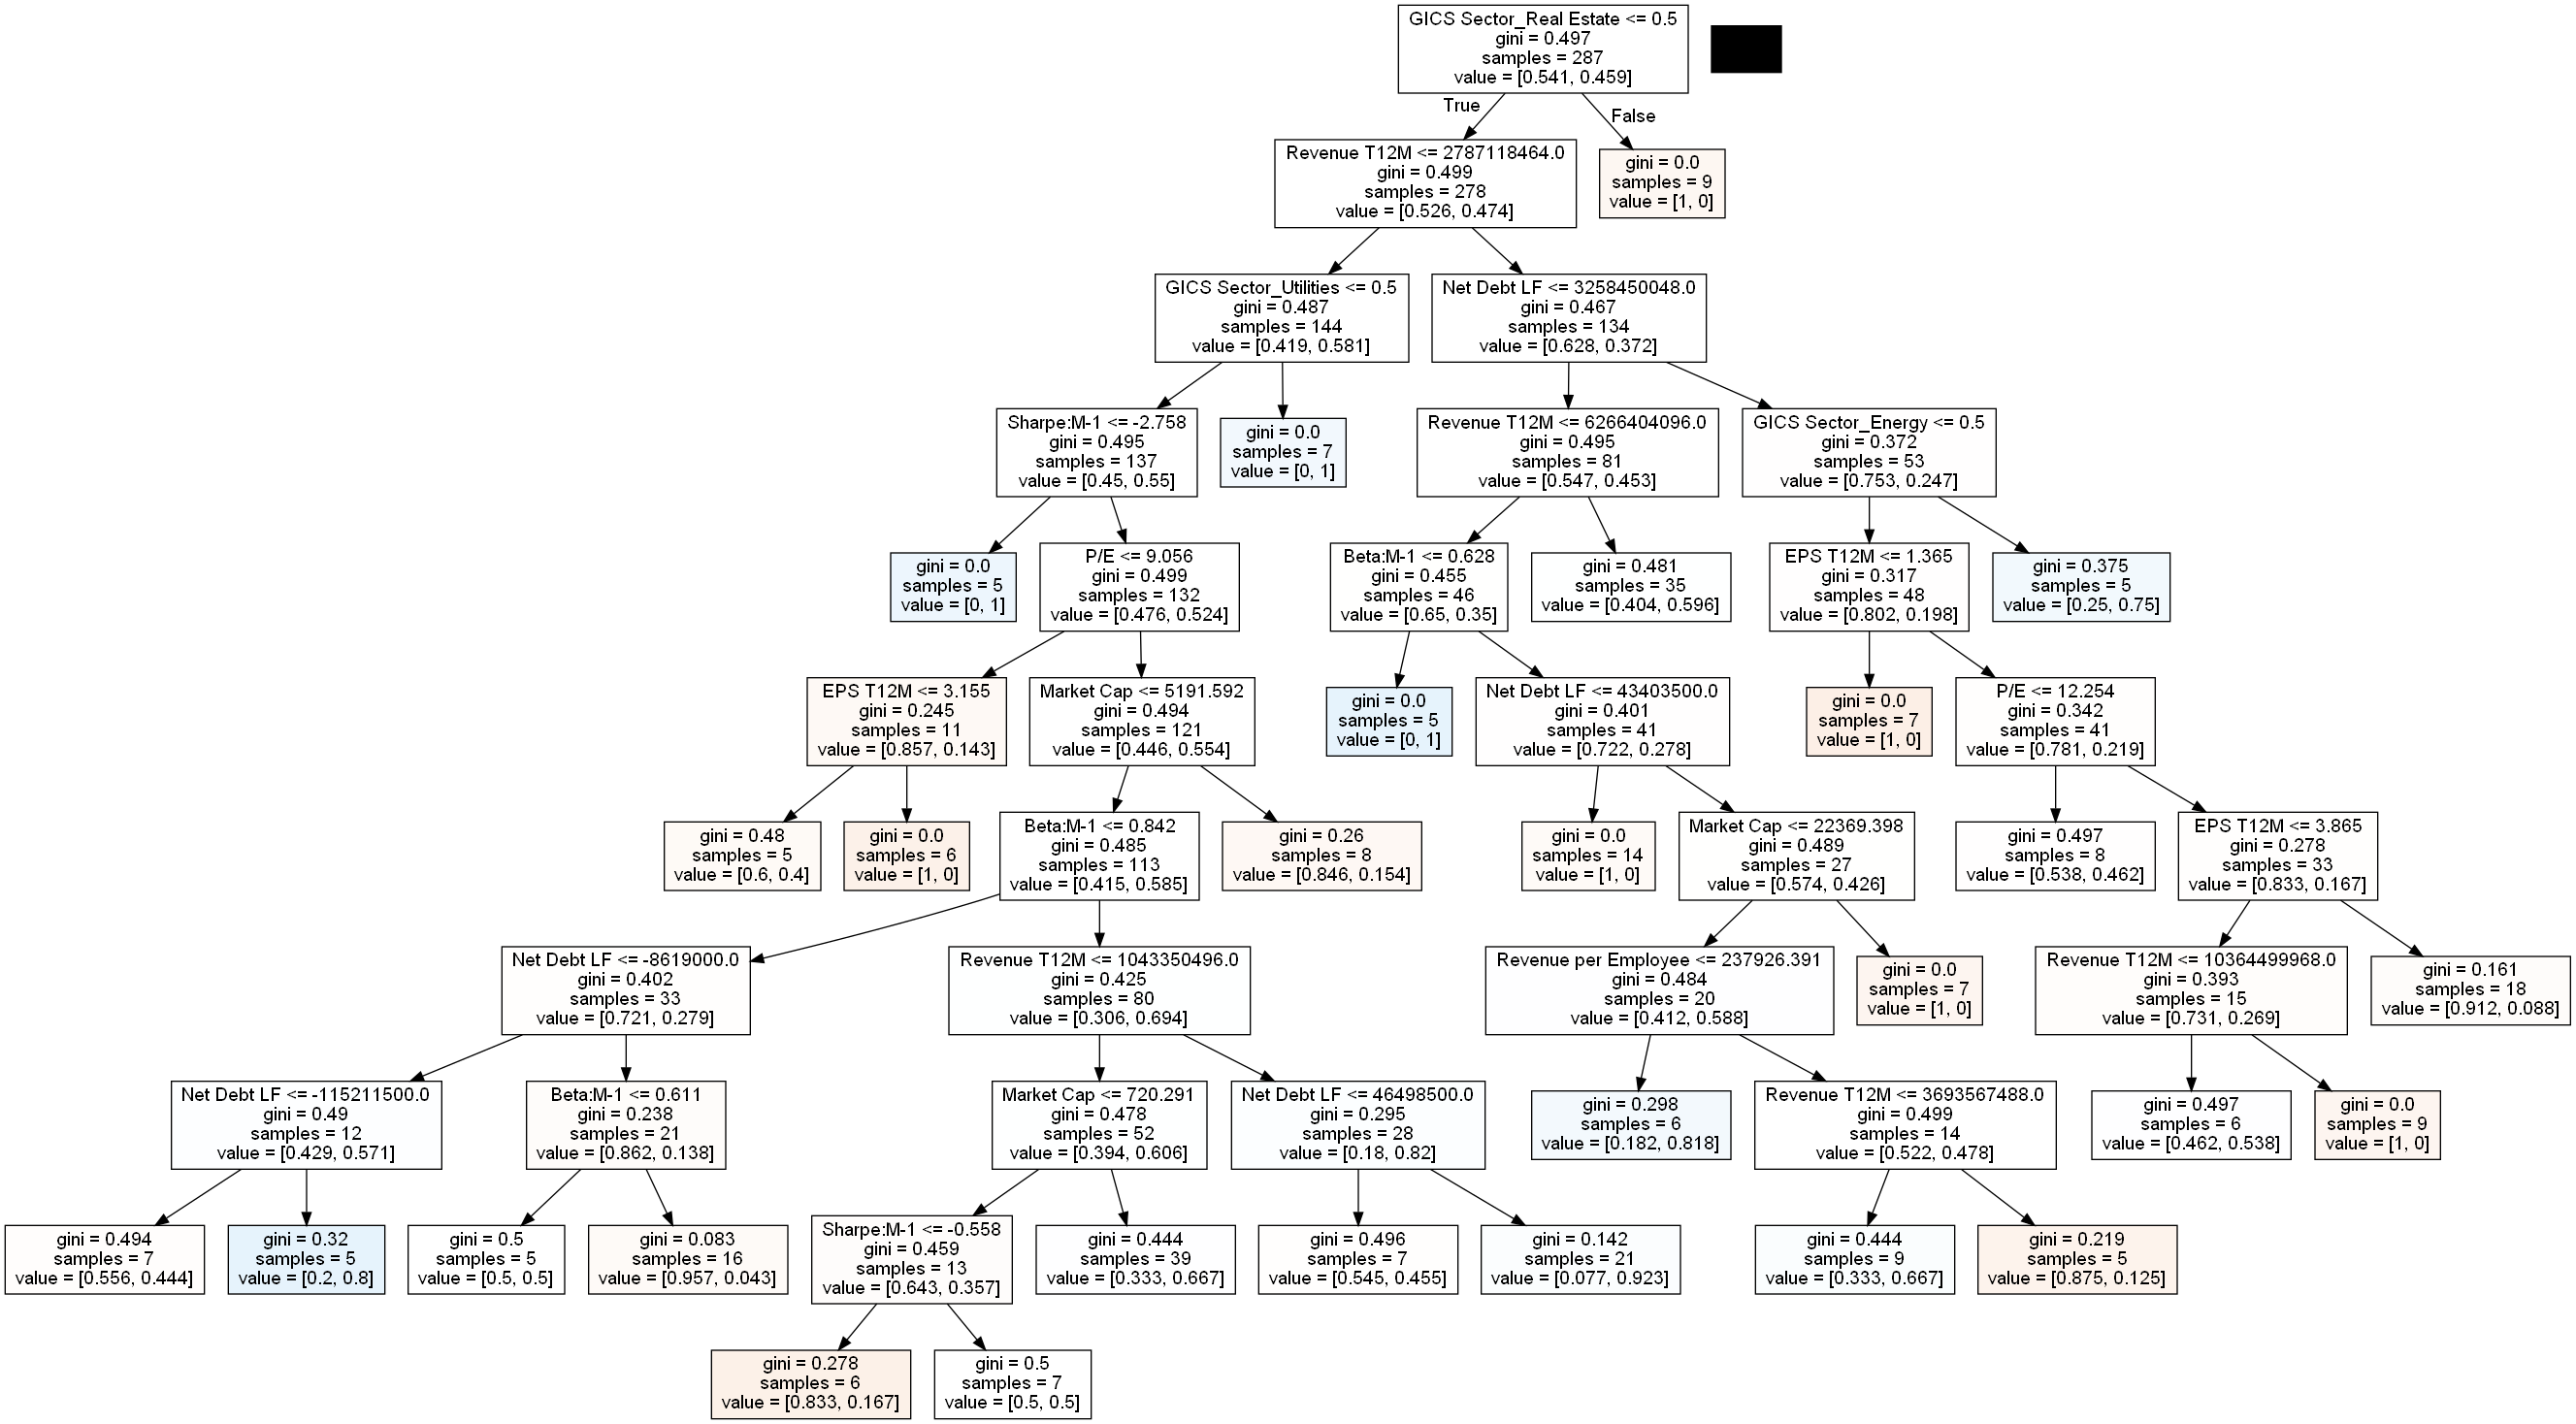 GICS Sector_Real Estate <= 0.5
gini = 0.497
samples = 287
value = [0.541, 0.459]
True
False
Revenue T12M <= 2787118464.0
gini = 0.499
samples = 278
value = [0.526, 0.474]
gini = 0.0
samples = 9
value = [1, 0]
GICS Sector_Utilities <= 0.5
gini = 0.487
samples = 144
value = [0.419, 0.581]
Net Debt LF <= 3258450048.0
gini = 0.467
samples = 134
value = [0.628, 0.372]
Sharpe:M-1 <= -2.758
gini = 0.495
samples = 137
value = [0.45, 0.55]
gini = 0.0
samples = 7
value = [0, 1]
Revenue T12M <= 6266404096.0
gini = 0.495
samples = 81
value = [0.547, 0.453]
GICS Sector_Energy <= 0.5
gini = 0.372
samples = 53
value = [0.753, 0.247]
gini = 0.0
samples = 5
value = [0, 1]
P/E <= 9.056
gini = 0.499
samples = 132
value = [0.476, 0.524]
Beta:M-1 <= 0.628
gini = 0.455
samples = 46
value = [0.65, 0.35]
gini = 0.481
samples = 35
value = [0.404, 0.596]
EPS T12M <= 1.365
gini = 0.317
samples = 48
value = [0.802, 0.198]
gini = 0.375
samples = 5
value = [0.25, 0.75]
EPS T12M <= 3.155
gini = 0.245
samples = 11
value = [0.857, 0.143]
Market Cap <= 5191.592
gini = 0.494
samples = 121
value = [0.446, 0.554]
gini = 0.0
samples = 5
value = [0, 1]
Net Debt LF <= 43403500.0
gini = 0.401
samples = 41
value = [0.722, 0.278]
gini = 0.0
samples = 7
value = [1, 0]
P/E <= 12.254
gini = 0.342
samples = 41
value = [0.781, 0.219]
gini = 0.48
samples = 5
value = [0.6, 0.4]
gini = 0.0
samples = 6
value = [1, 0]
Beta:M-1 <= 0.842
gini = 0.485
samples = 113
value = [0.415, 0.585]
gini = 0.26
samples = 8
value = [0.846, 0.154]
gini = 0.0
samples = 14
value = [1, 0]
Market Cap <= 22369.398
gini = 0.489
samples = 27
value = [0.574, 0.426]
gini = 0.497
samples = 8
value = [0.538, 0.462]
EPS T12M <= 3.865
gini = 0.278
samples = 33
value = [0.833, 0.167]
Net Debt LF <= -8619000.0
gini = 0.402
samples = 33
value = [0.721, 0.279]
Revenue T12M <= 1043350496.0
gini = 0.425
samples = 80
value = [0.306, 0.694]
Revenue per Employee <= 237926.391
gini = 0.484
samples = 20
value = [0.412, 0.588]
gini = 0.0
samples = 7
value = [1, 0]
Revenue T12M <= 10364499968.0
gini = 0.393
samples = 15
value = [0.731, 0.269]
gini = 0.161
samples = 18
value = [0.912, 0.088]
Net Debt LF <= -115211500.0
gini = 0.49
samples = 12
value = [0.429, 0.571]
Beta:M-1 <= 0.611
gini = 0.238
samples = 21
value = [0.862, 0.138]
Market Cap <= 720.291
gini = 0.478
samples = 52
value = [0.394, 0.606]
Net Debt LF <= 46498500.0
gini = 0.295
samples = 28
value = [0.18, 0.82]
gini = 0.298
samples = 6
value = [0.182, 0.818]
Revenue T12M <= 3693567488.0
gini = 0.499
samples = 14
value = [0.522, 0.478]
gini = 0.497
samples = 6
value = [0.462, 0.538]
gini = 0.0
samples = 9
value = [1, 0]
gini = 0.494
samples = 7
value = [0.556, 0.444]
gini = 0.32
samples = 5
value = [0.2, 0.8]
gini = 0.5
samples = 5
value = [0.5, 0.5]
gini = 0.083
samples = 16
value = [0.957, 0.043]
Sharpe:M-1 <= -0.558
gini = 0.459
samples = 13
value = [0.643, 0.357]
gini = 0.444
samples = 39
value = [0.333, 0.667]
gini = 0.496
samples = 7
value = [0.545, 0.455]
gini = 0.142
samples = 21
value = [0.077, 0.923]
gini = 0.444
samples = 9
value = [0.333, 0.667]
gini = 0.219
samples = 5
value = [0.875, 0.125]
gini = 0.278
samples = 6
value = [0.833, 0.167]
gini = 0.5
samples = 7
value = [0.5, 0.5]